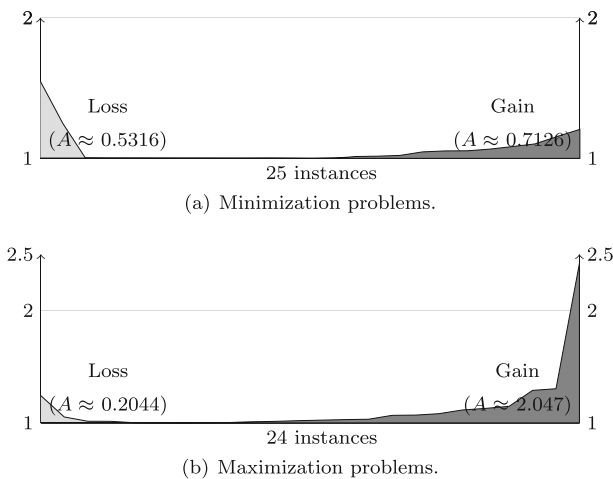 2 2
Loss Gain
(A ≈ 0.5316) (A ≈ 0.7126)
1 1
25 instances
(a) Minimization problems.
2.5 2.5
2 2
Loss Gain
(A ≈ 0.2044) (A ≈ 2.047)
1 1
24 instances
(b) Maximization problems.